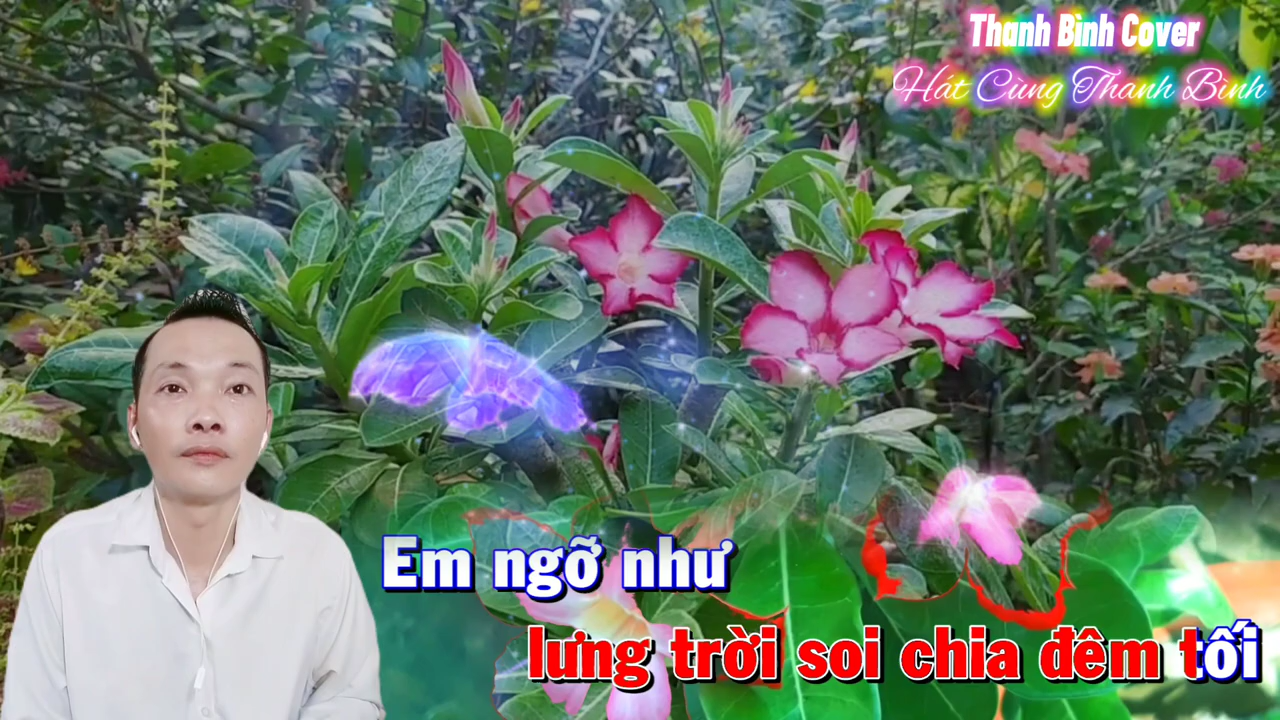 Thanh Bình Cover
Hát Cùng Thanh Bình
Em ngỡ như
lưng trời soi chia đêm tối